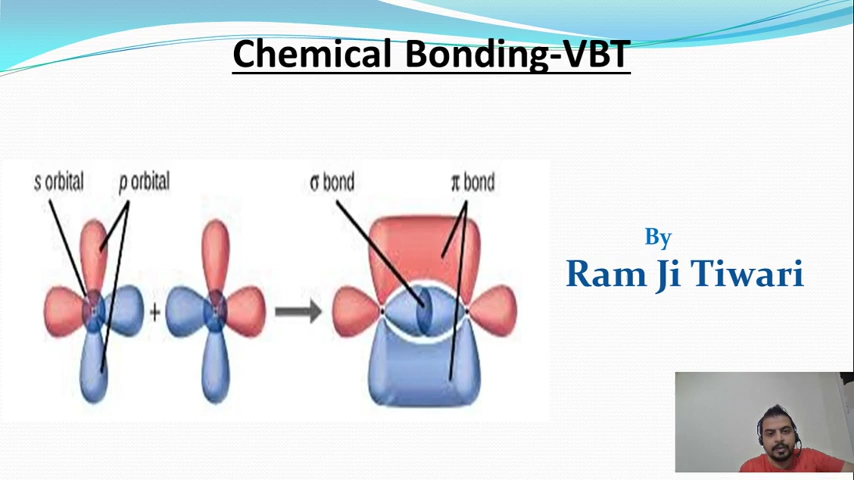 Chemical Bonding-VBT
s orbital p orbital σ bond π bond
+
By
Ram Ji Tiwari